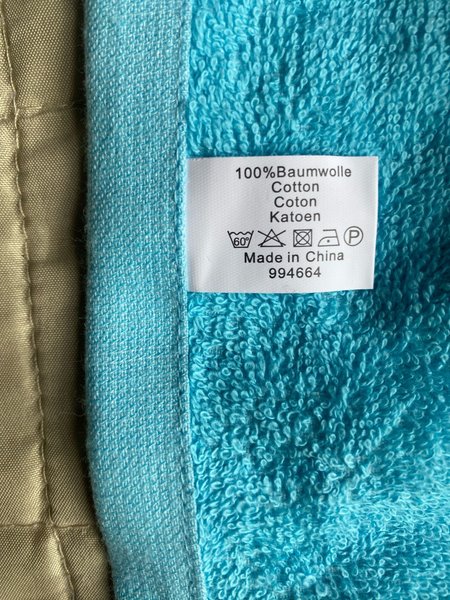 100%Baumwolle
Cotton
Coton
Katoen
60° P
Made in China
994664